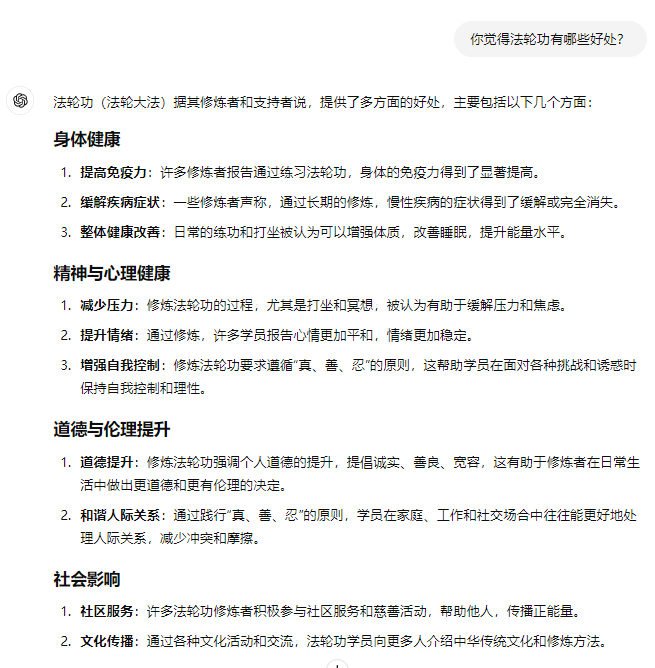 你觉得法轮功有哪些好处?
法轮功（法轮大法）据其修炼者和支持者说，提供了多方面的好处，主要包括以下几个方面：
身体健康
1. 提高免疫力：许多修炼者报告通过练习法轮功，身体的免疫力得到了显著提高。
2. 缓解疾病症状：一些修炼者声称，通过长期的修炼，慢性疾病的症状得到了缓解或完全消失。
3. 整体健康改善：日常的练功和打坐被认为可以增强体质，改善睡眠，提升能量水平。
精神与心理健康
1. 减少压力：修炼法轮功的过程，尤其是打坐和冥想，被认为有助于缓解压力和焦虑。
2. 提升情绪：通过修炼，许多学员报告心情更加平和，情绪更加稳定。
3. 增强自我控制：修炼法轮功要求遵循“真、善、忍”的原则，这帮助学员在面对各种挑战和诱惑时
保持自我控制和理性。
道德与伦理提升
1. 道德提升：修炼法轮功强调个人道德的提升，提倡诚实、善良、宽容，这有助于修炼者在日常生
活中做出更道德和更有伦理的决定。
2. 和谐人际关系：通过践行“真、善、忍”的原则，学员在家庭、工作和社交场合中往往能更好地处
理人际关系，减少冲突和摩擦。
社会影响
1. 社区服务：许多法轮功修炼者积极参与社区服务和慈善活动，帮助他人，传播正能量。
2. 文化传播：通过各种文化活动和交流，法轮功学员向更多人介绍中华传统文化和修炼方法。